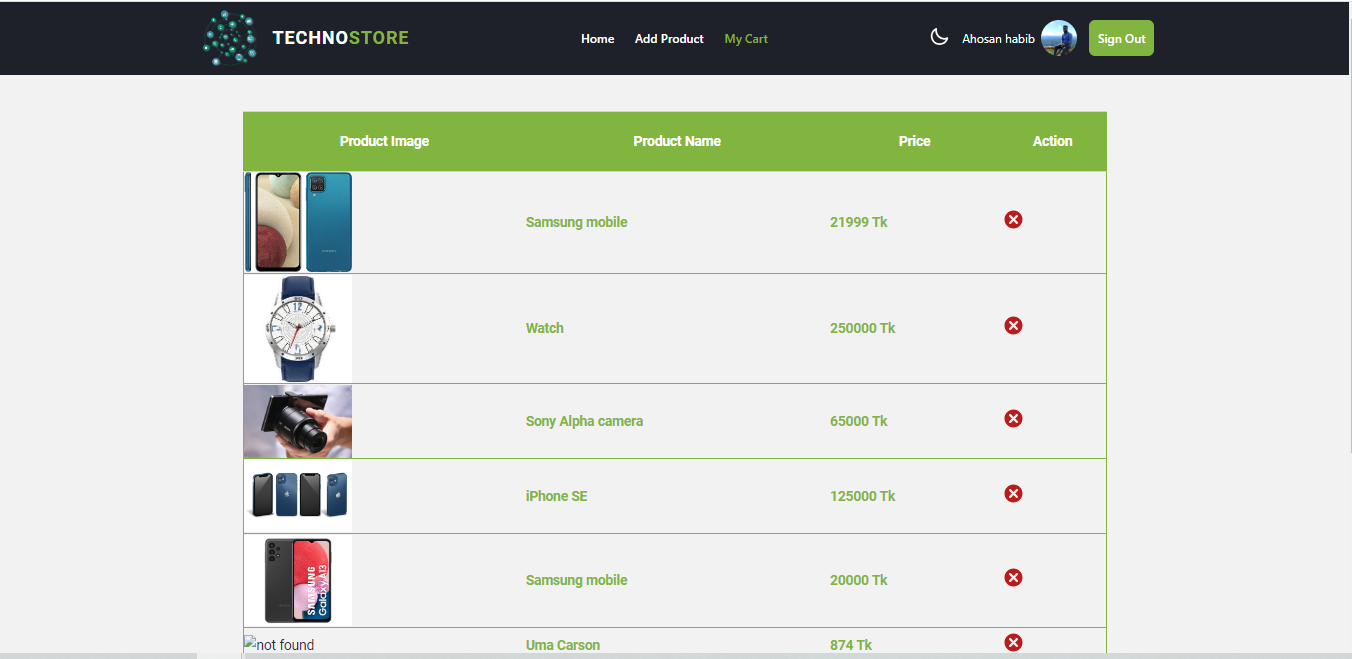 TECHNOSTORE
Home Add Product My Cart
Ahosan habib Sign Out
Product Image Product Name Price Action
Samsung mobile 21999 Tk
12
Watch 250000 Tk
Sony Alpha camera 65000 Tk
iPhone SE 125000 Tk
SAMSUNG
Galaxy A13
Samsung mobile 20000 Tk
not found Uma Carson 874 Tk